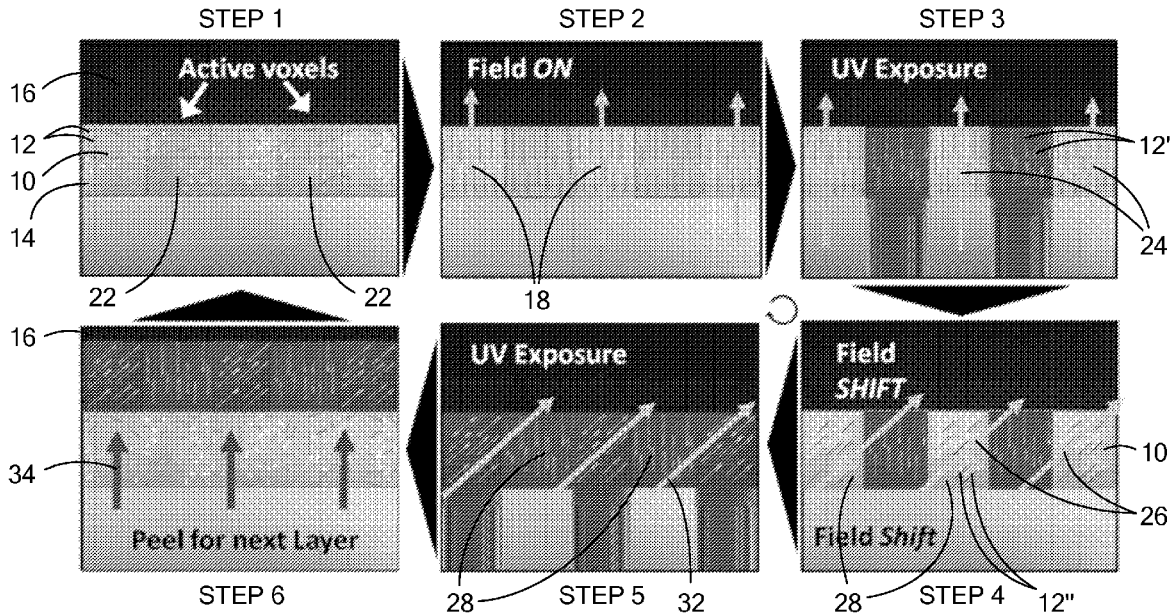 STEP 1
STEP 2
STEP 3
Active voxels
Field ON
UV Exposure
16
12
10
14
22
22
18
12'
24
16
34
Peel for next Layer
UV Exposure
Field
SHIFT
Field Shift
10
26
28
12"
28
32
STEP 6
STEP 5
STEP 4